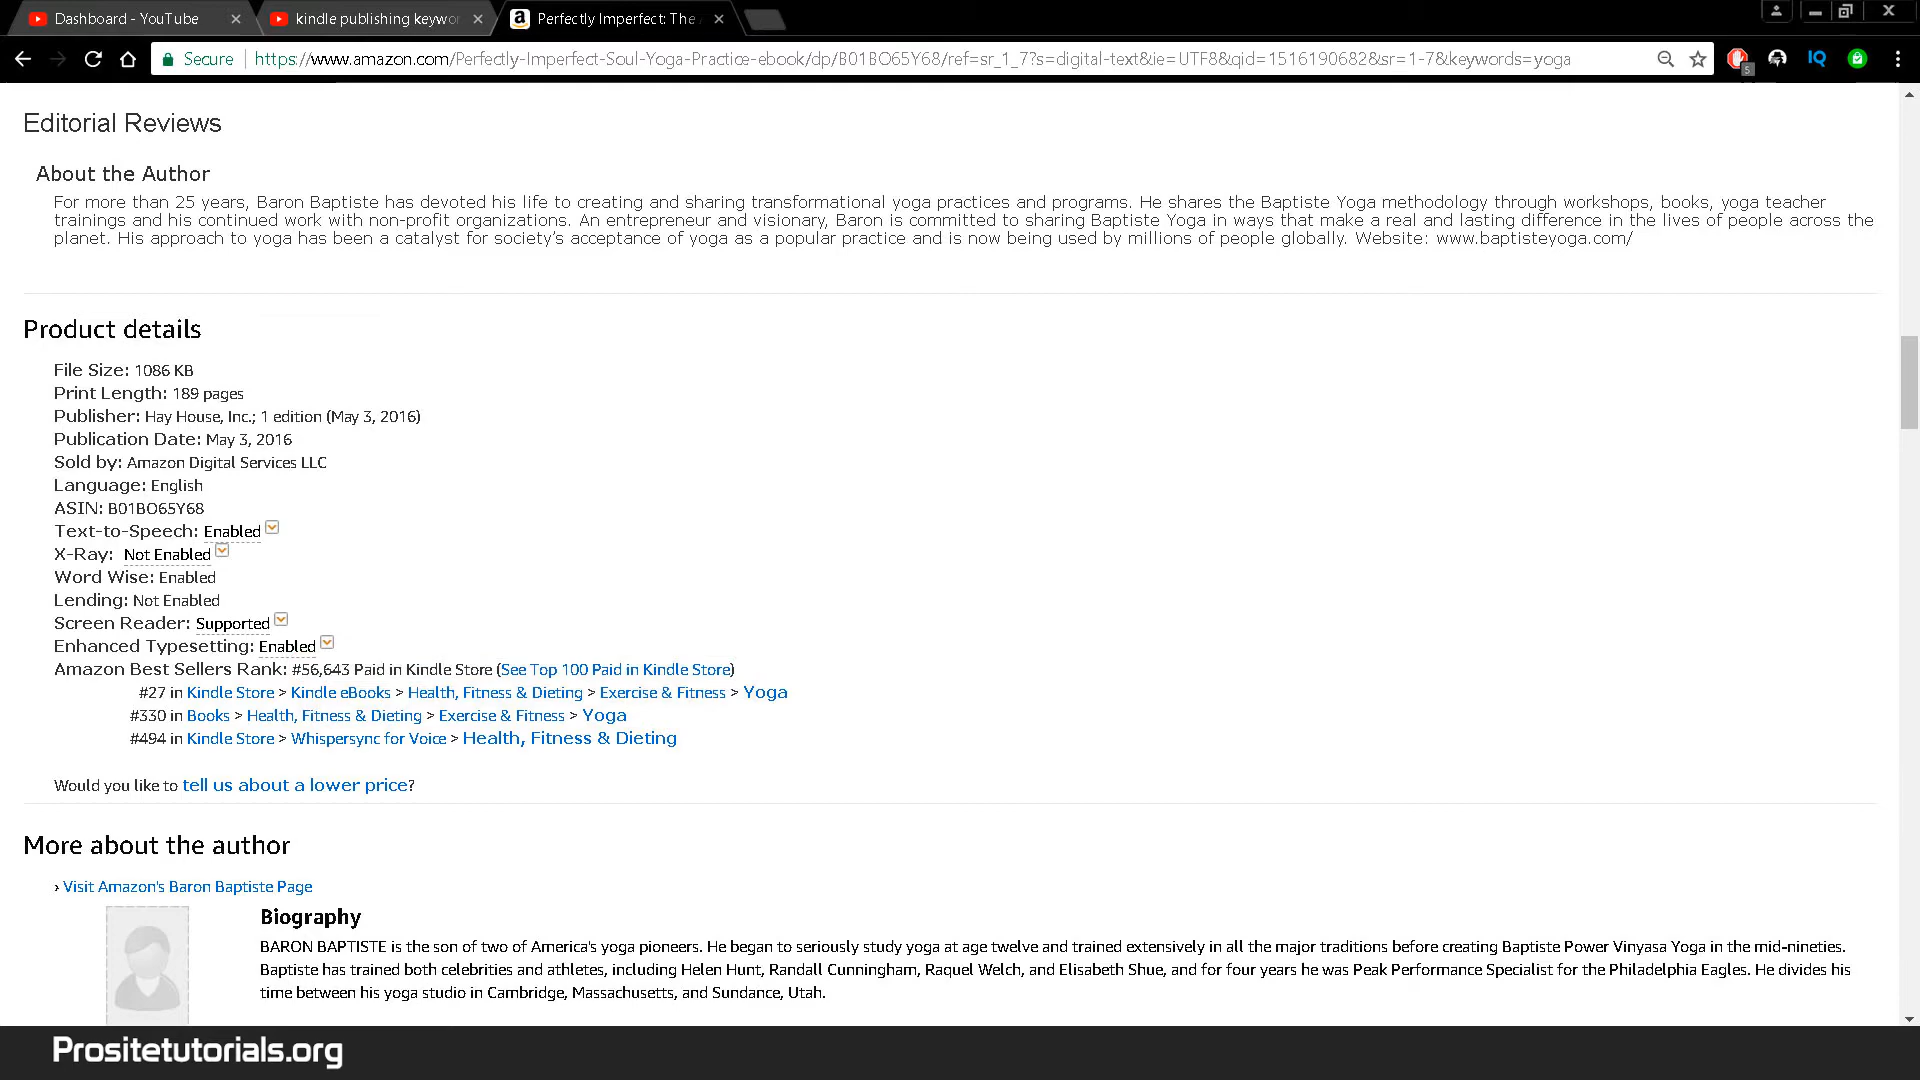 Dashboard - YouTube
kindle publishing keywor
Perfectly Imperfect: The
Secure
https://www.amazon.com/Perfectly-Imperfect-Soul-Yoga-Practice-ebook/dp/B01BO65Y68/ref=sr_1_7?s=digital-text&ie=UTF8&qid=1516190682&sr=1-7&keywords=yoga
5
IQ
Editorial Reviews
About the Author
For more than 25 years, Baron Baptiste has devoted his life to creating and sharing transformational yoga practices and programs. He shares the Baptiste Yoga methodology through workshops, books, yoga teacher
trainings and his continued work with non-profit organizations. An entrepreneur and visionary, Baron is committed to sharing Baptiste Yoga in ways that make a real and lasting difference in the lives of people across the
planet. His approach to yoga has been a catalyst for society's acceptance of yoga as a popular practice and is now being used by millions of people globally. Website: www.baptisteyoga.com/
Product details
File Size: 1086 KB
Print Length: 189 pages
Publisher: Hay House, Inc.; 1 edition (May 3, 2016)
Publication Date: May 3, 2016
Sold by: Amazon Digital Services LLC
Language: English
ASIN: B01BO65Y68
Text-to-Speech: Enabled
X-Ray: Not Enabled
Word Wise: Enabled
Lending: Not Enabled
Screen Reader: Supported
Enhanced Typesetting: Enabled
Amazon Best Sellers Rank: #56,643 Paid in Kindle Store (See Top 100 Paid in Kindle Store)
#27 in Kindle Store > Kindle eBooks > Health, Fitness & Dieting > Exercise & Fitness > Yoga
#330 in Books > Health, Fitness & Dieting > Exercise & Fitness > Yoga
#494 in Kindle Store > Whispersync for Voice > Health, Fitness & Dieting
Would you like to tell us about a lower price?
More about the author
› Visit Amazon's Baron Baptiste Page
Biography
BARON BAPTISTE is the son of two of America's yoga pioneers. He began to seriously study yoga at age twelve and trained extensively in all the major traditions before creating Baptiste Power Vinyasa Yoga in the mid-nineties.
Baptiste has trained both celebrities and athletes, including Helen Hunt, Randall Cunningham, Raquel Welch, and Elisabeth Shue, and for four years he was Peak Performance Specialist for the Philadelphia Eagles. He divides his
time between his yoga studio in Cambridge, Massachusetts, and Sundance, Utah.
Prositetutorials.org